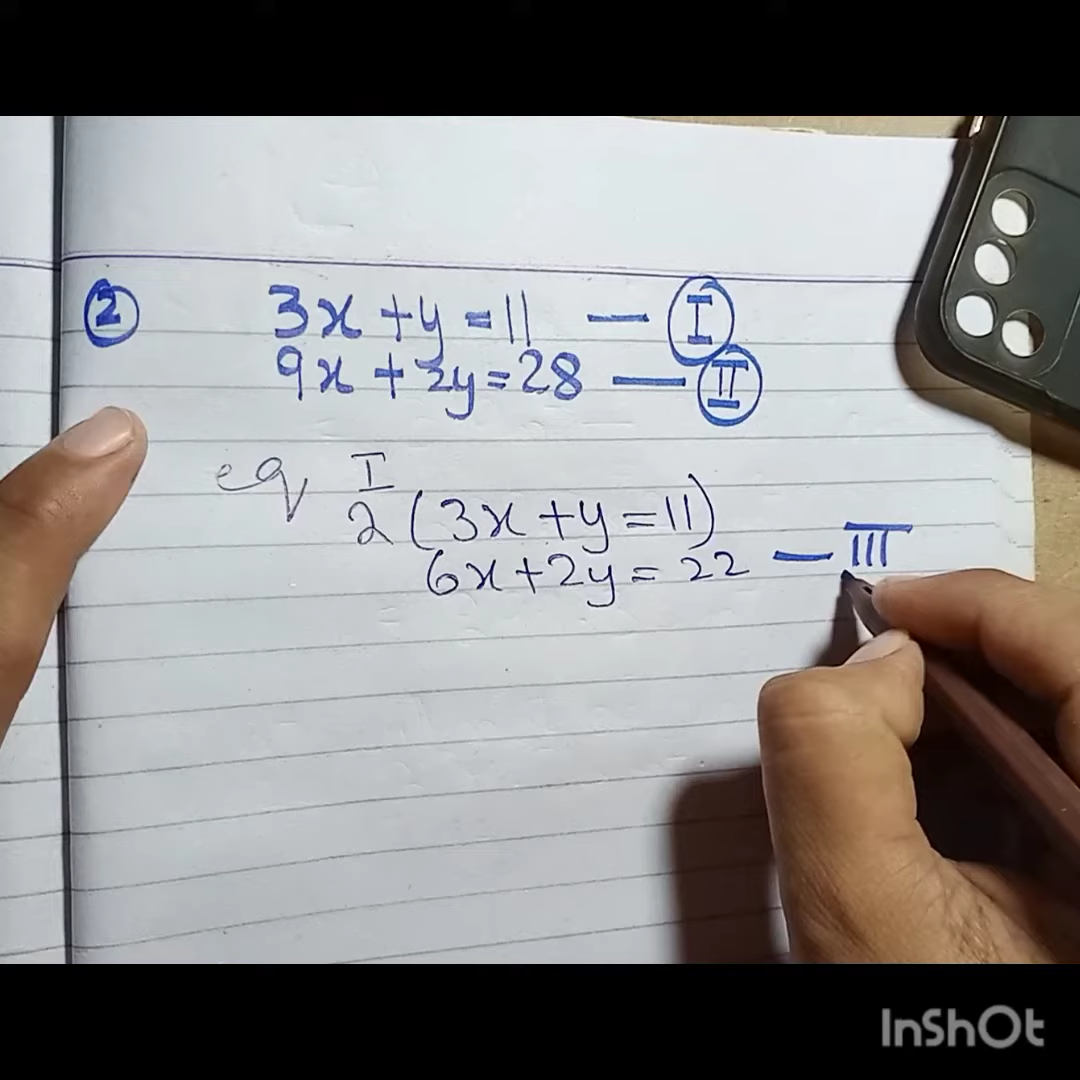 ② 3x + y = 11 — Ⅰ
9x + 2y = 28 — Ⅱ
eq I
2 (3x + y = 11)
6x + 2y = 22 — III
InShOt